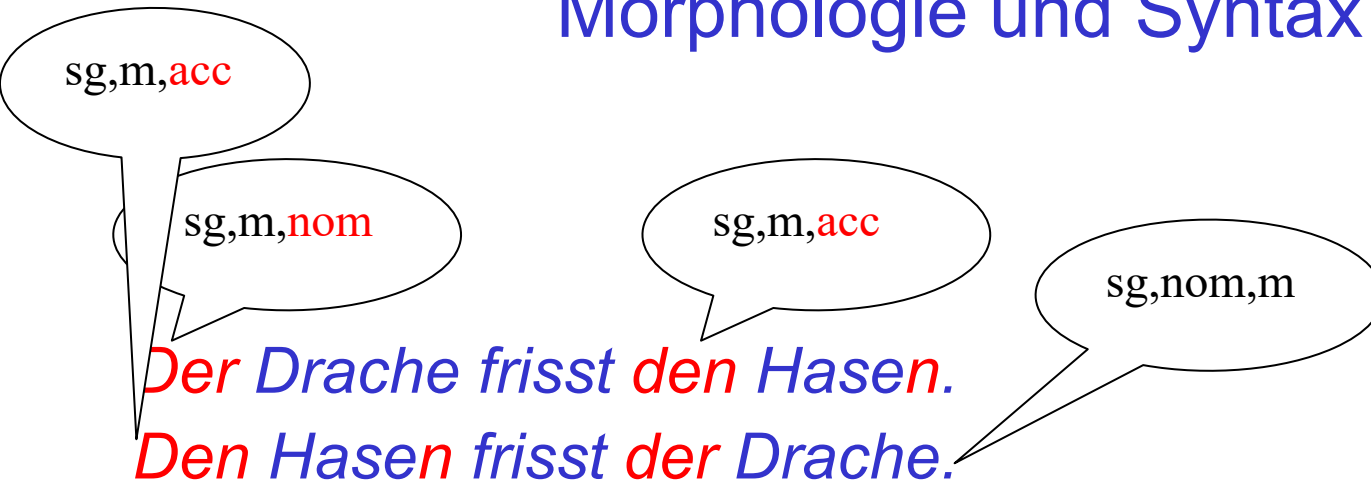 Morphologie und Syntax
sg,m,acc
sg,m,nom
sg,m,acc
sg,nom,m
Der Drache frisst den Hasen.
Den Hasen frisst der Drache.